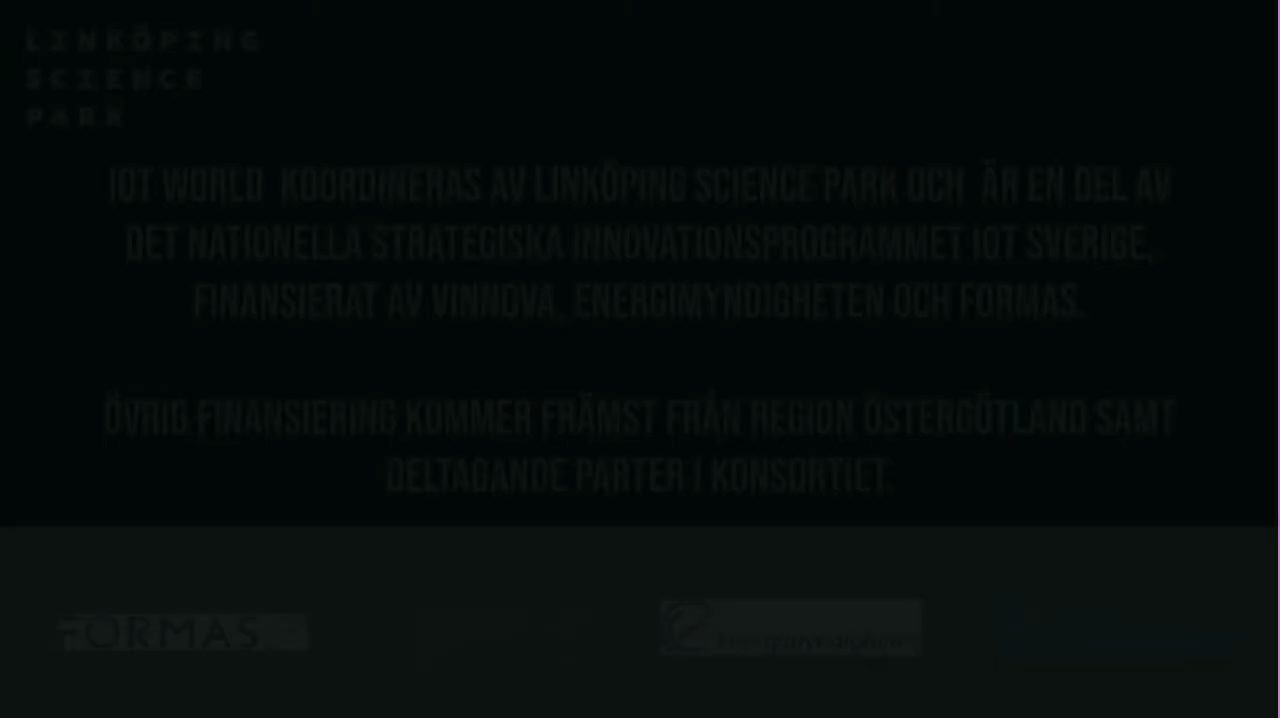 LINKÖPING
SCIENCE
PARK
IOT WORLD KOORDINERAS AV LINKÖPING SCIENCE PARK OCH ÄR EN DEL AV
DET NATIONELLA STRATEGISKA INNOVATIONSPROGRAMMET IOT SVERIGE,
FINANSIERAT AV VINNOVA, ENERGIMYNDIGHETEN OCH FORMAS.
ÖVRIG FINANSIERING KOMMER FRÄMST FRÅN REGION ÖSTERGÖTLAND SAMT
DELTAGANDE PARTER I KONSORTIET.
FORMAS